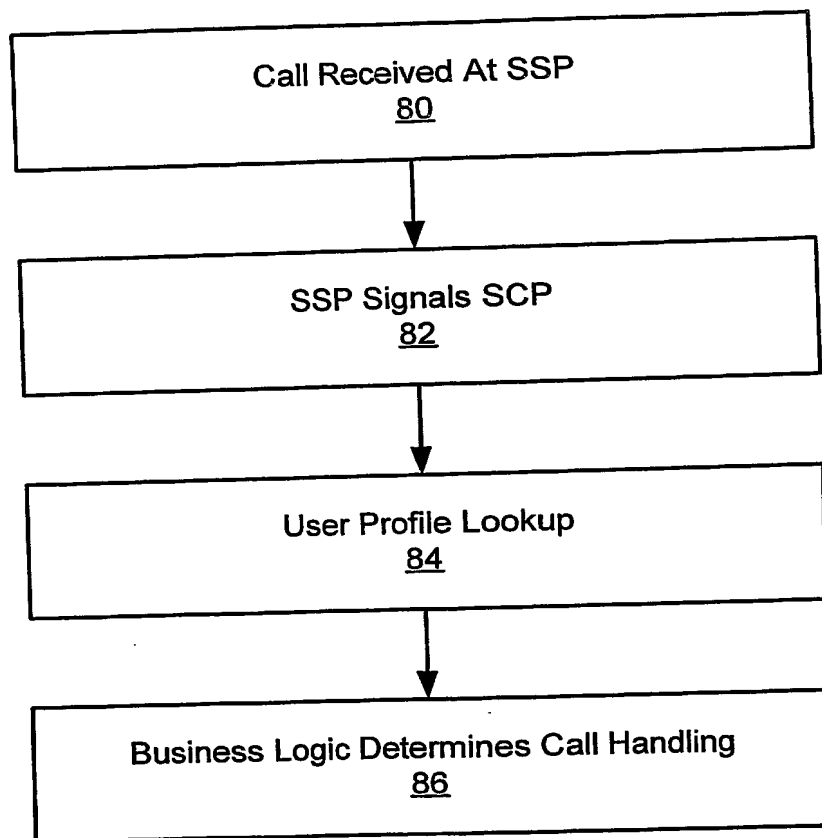 Call Received At SSP
80
SSP Signals SCP
82
User Profile Lookup
84
Business Logic Determines Call Handling
86